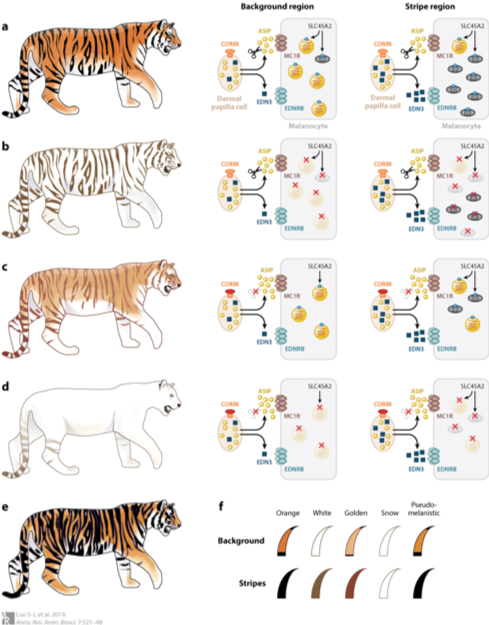 Background region
Stripe region
a
CORIN
ASIP
MC1R
SLC45A2
EDN3
EDNRB
Dermal
papilla cell
Melanocyte
CORIN
ASIP
MC1R
SLC45A2
EDN3
EDNRB
Dermal
papilla cell
Melanocyte
b
CORIN
ASIP
MC1R
SLC45A2
EDN3
EDNRB
CORIN
ASIP
MC1R
SLC45A2
EDN3
EDNRB
c
CORIN
ASIP
MC1R
SLC45A2
EDN3
EDNRB
CORIN
ASIP
MC1R
SLC45A2
EDN3
EDNRB
d
CORIN
ASIP
MC1R
SLC45A2
EDN3
EDNRB
CORIN
ASIP
MC1R
SLC45A2
EDN3
EDNRB
e
f
Orange White Golden Snow Pseudo-
melanistic
Background
Stripes
AR Luo S-J, et al. 2019.
Annu. Rev. Anim. Biosci. 7:521–48